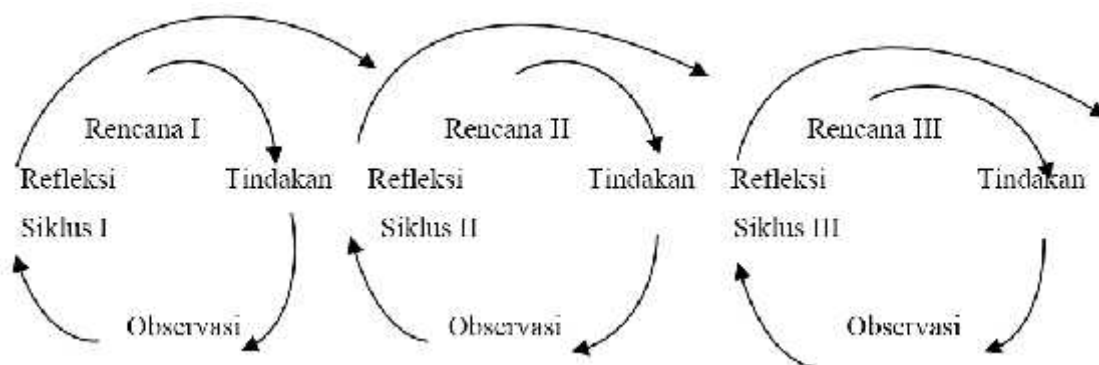 Rencana I
Rencana II
Rencana III
Refleksi
Tindakan
Refleksi
Tindakan
Refleksi
Tindakan
Siklus I
Siklus II
Siklus III
Observasi
Observasi
Observasi